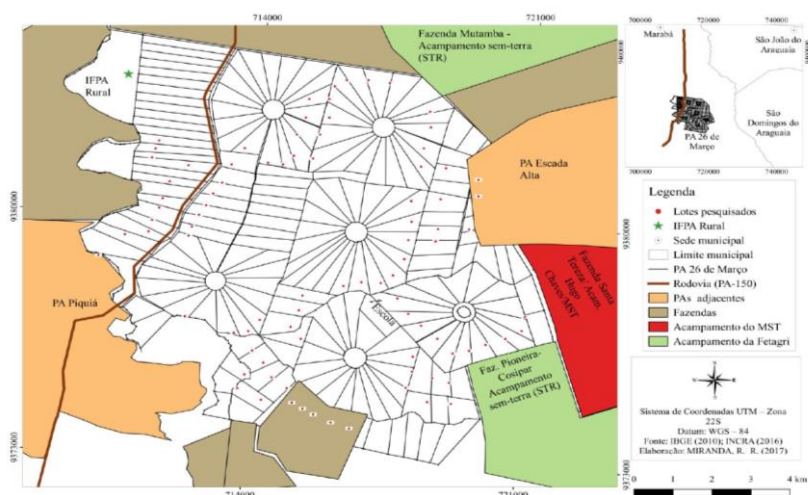 714000
721000
Fazenda Mutamba -
Acampamento sem-terra
(STR)
IFPA
Rural
PA Escada
Alta
9380000
9380000
Fazenda Santa
Tereza/ Acam.
Hugo
Chaves/MST
PA Piquiá
Escola
Faz. Pioneira-
Cosipar
Acampamento
sem-terra (STR)
9373000
9373000
714000
721000
700000
720000
740000
Marabá
São João do
Araguaia
9400000
São
Domingos do
Araguaia
PA 26 de
Março
700000
720000
740000
Legenda
Lotes pesquisados
IFPA Rural
Sede municipal
Límite municipal
PA 26 de Março
Rodovia (PA-150)
PAs adjacentes
Fazendas
Acampamento do MST
Acampamento da Fetagri
Sistema de Coordenadas UTM – Zona
22S
Datum: WGS – 84
Fonte: IBGE (2010); INCRA (2016)
Elaboração: MIRANDA, R. R. (2017)
0 1 2 4 km